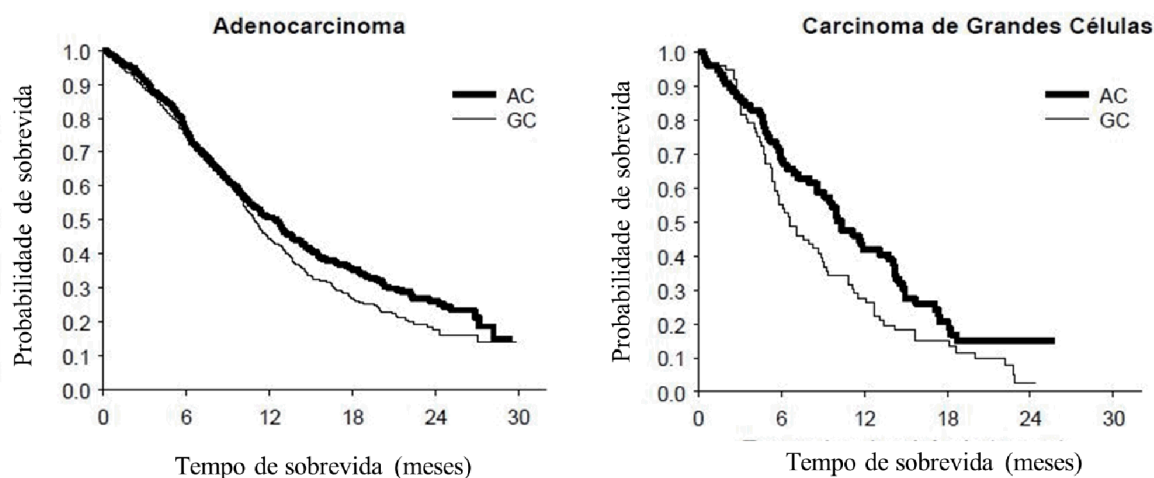 Adenocarcinoma
Probabilidade de sobrevida
1.0
0.9
0.8
0.7
0.6
0.5
0.4
0.3
0.2
0.1
0.0
AC
GC
0 6 12 18 24 30
Tempo de sobrevida (meses)
Carcinoma de Grandes Células
Probabilidade de sobrevida
1.0
0.9
0.8
0.7
0.6
0.5
0.4
0.3
0.2
0.1
0.0
AC
GC
0 6 12 18 24 30
Tempo de sobrevida (meses)